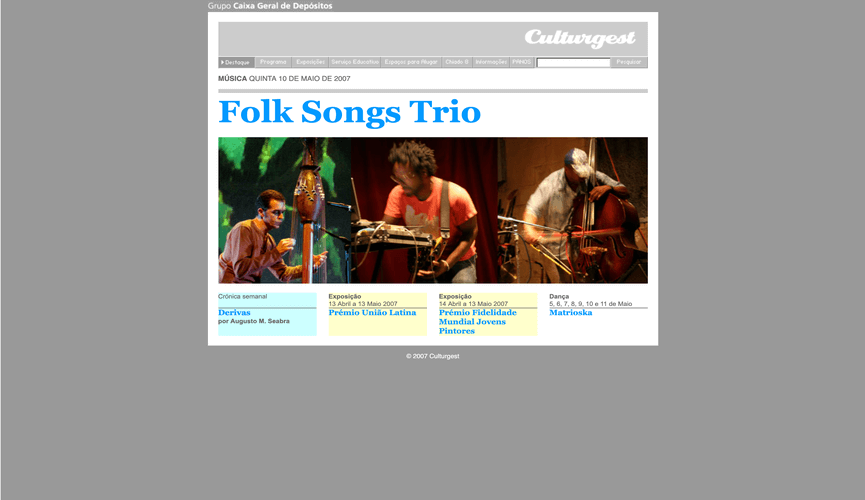 Grupo Caixa Geral de Depósitos
Culturgest
Destaque Programa Exposições Serviço Educativo Espaços para Alugar Chiado 8 Informações PANOS Pesquisar
MÚSICA QUINTA 10 DE MAIO DE 2007
Folk Songs Trio
Crónica semanal
Derivas
por Augusto M. Seabra
Exposição
13 Abril a 13 Maio 2007
Prémio União Latina
Exposição
14 Abril a 13 Maio 2007
Prémio Fidelidade
Mundial Jovens
Pintores
Dança
5, 6, 7, 8, 9, 10 e 11 de Maio
Matrioska
© 2007 Culturgest